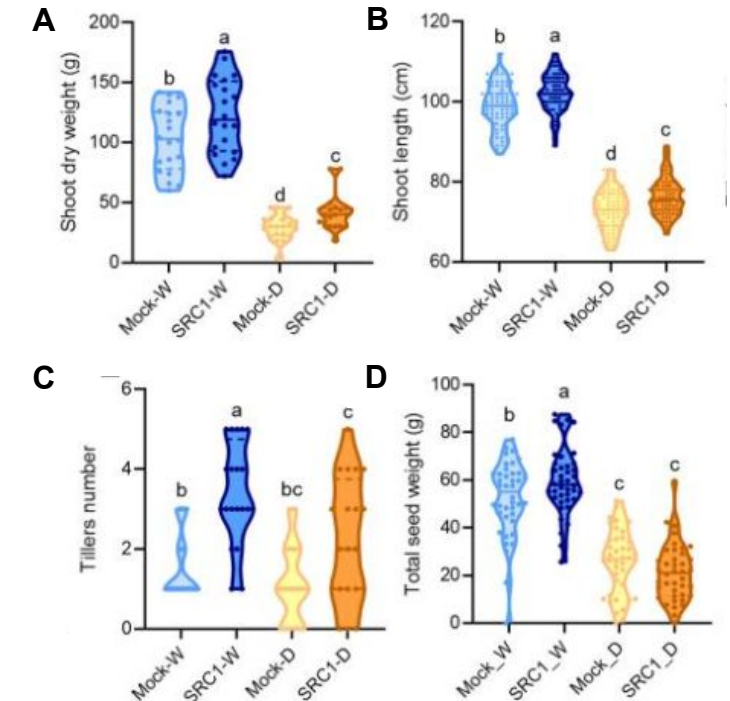 A
Shoot dry weight (g)
200
150
100
50
0
b
a
d
c
Mock-W
SRC1-W
Mock-D
SRC1-D
B
Shoot length (cm)
120
100
80
60
b
a
d
c
Mock-W
SRC1-W
Mock-D
SRC1-D
C
Tillers number
6
4
2
0
b
a
bc
c
Mock-W
SRC1-W
Mock-D
SRC1-D
D
Total seed weight (g)
100
80
60
40
20
0
b
a
c
c
Mock_W
SRC1_W
Mock_D
SRC1_D